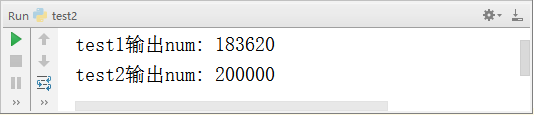 Run test2
test1输出num: 183620
test2输出num: 200000